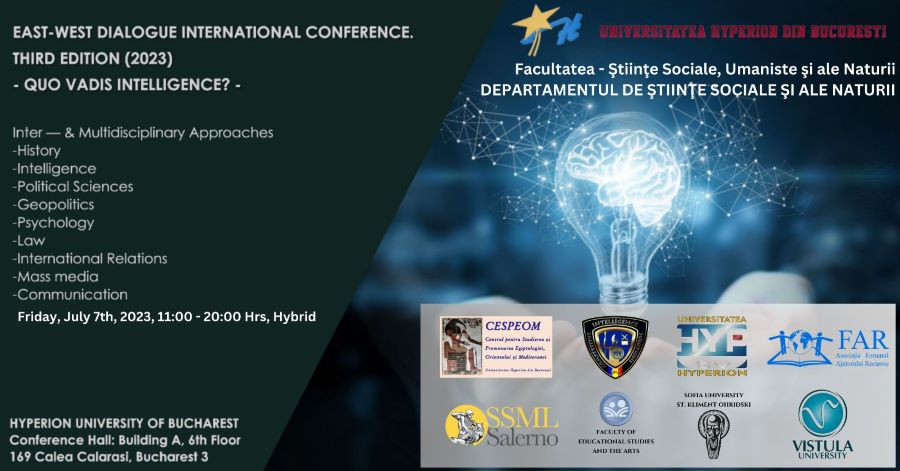 EAST-WEST DIALOGUE INTERNATIONAL CONFERENCE.
THIRD EDITION (2023)
- QUO VADIS INTELLIGENCE? -
Inter — & Multidisciplinary Approaches
-History
-Intelligence
-Political Sciences
-Geopolitics
-Psychology
-Law
-International Relations
-Mass media
-Communication
Friday, July 7th, 2023, 11:00 - 20:00 Hrs, Hybrid
HYPERION UNIVERSITY OF BUCHAREST
Conference Hall: Building A, 6th Floor
169 Calea Calarasi, Bucharest 3
H
UNIVERSITATEA HYPERION DIN BUCUREȘTI
Facultatea - Ştiinţe Sociale, Umaniste şi ale Naturii
DEPARTAMENTUL DE ŞTIINŢE SOCIALE ŞI ALE NATURII
CESPEOM
Centrul pentru Studierea și
Promovarea Egiptologiei,
Orientului și Mediteranei
Universitatea Hyperion din București
INTELLIGENCE
UNIVERSITATEA
HYP
HYPERION
FAR
Asociația Forumul
Ajutorului Reciproc
SSML
Salerno
FACULTY OF
EDUCATIONAL STUDIES
AND THE ARTS
SOFIA UNIVERSITY
ST. KLIMENT OHRIDSKI
VISTULA
UNIVERSITY